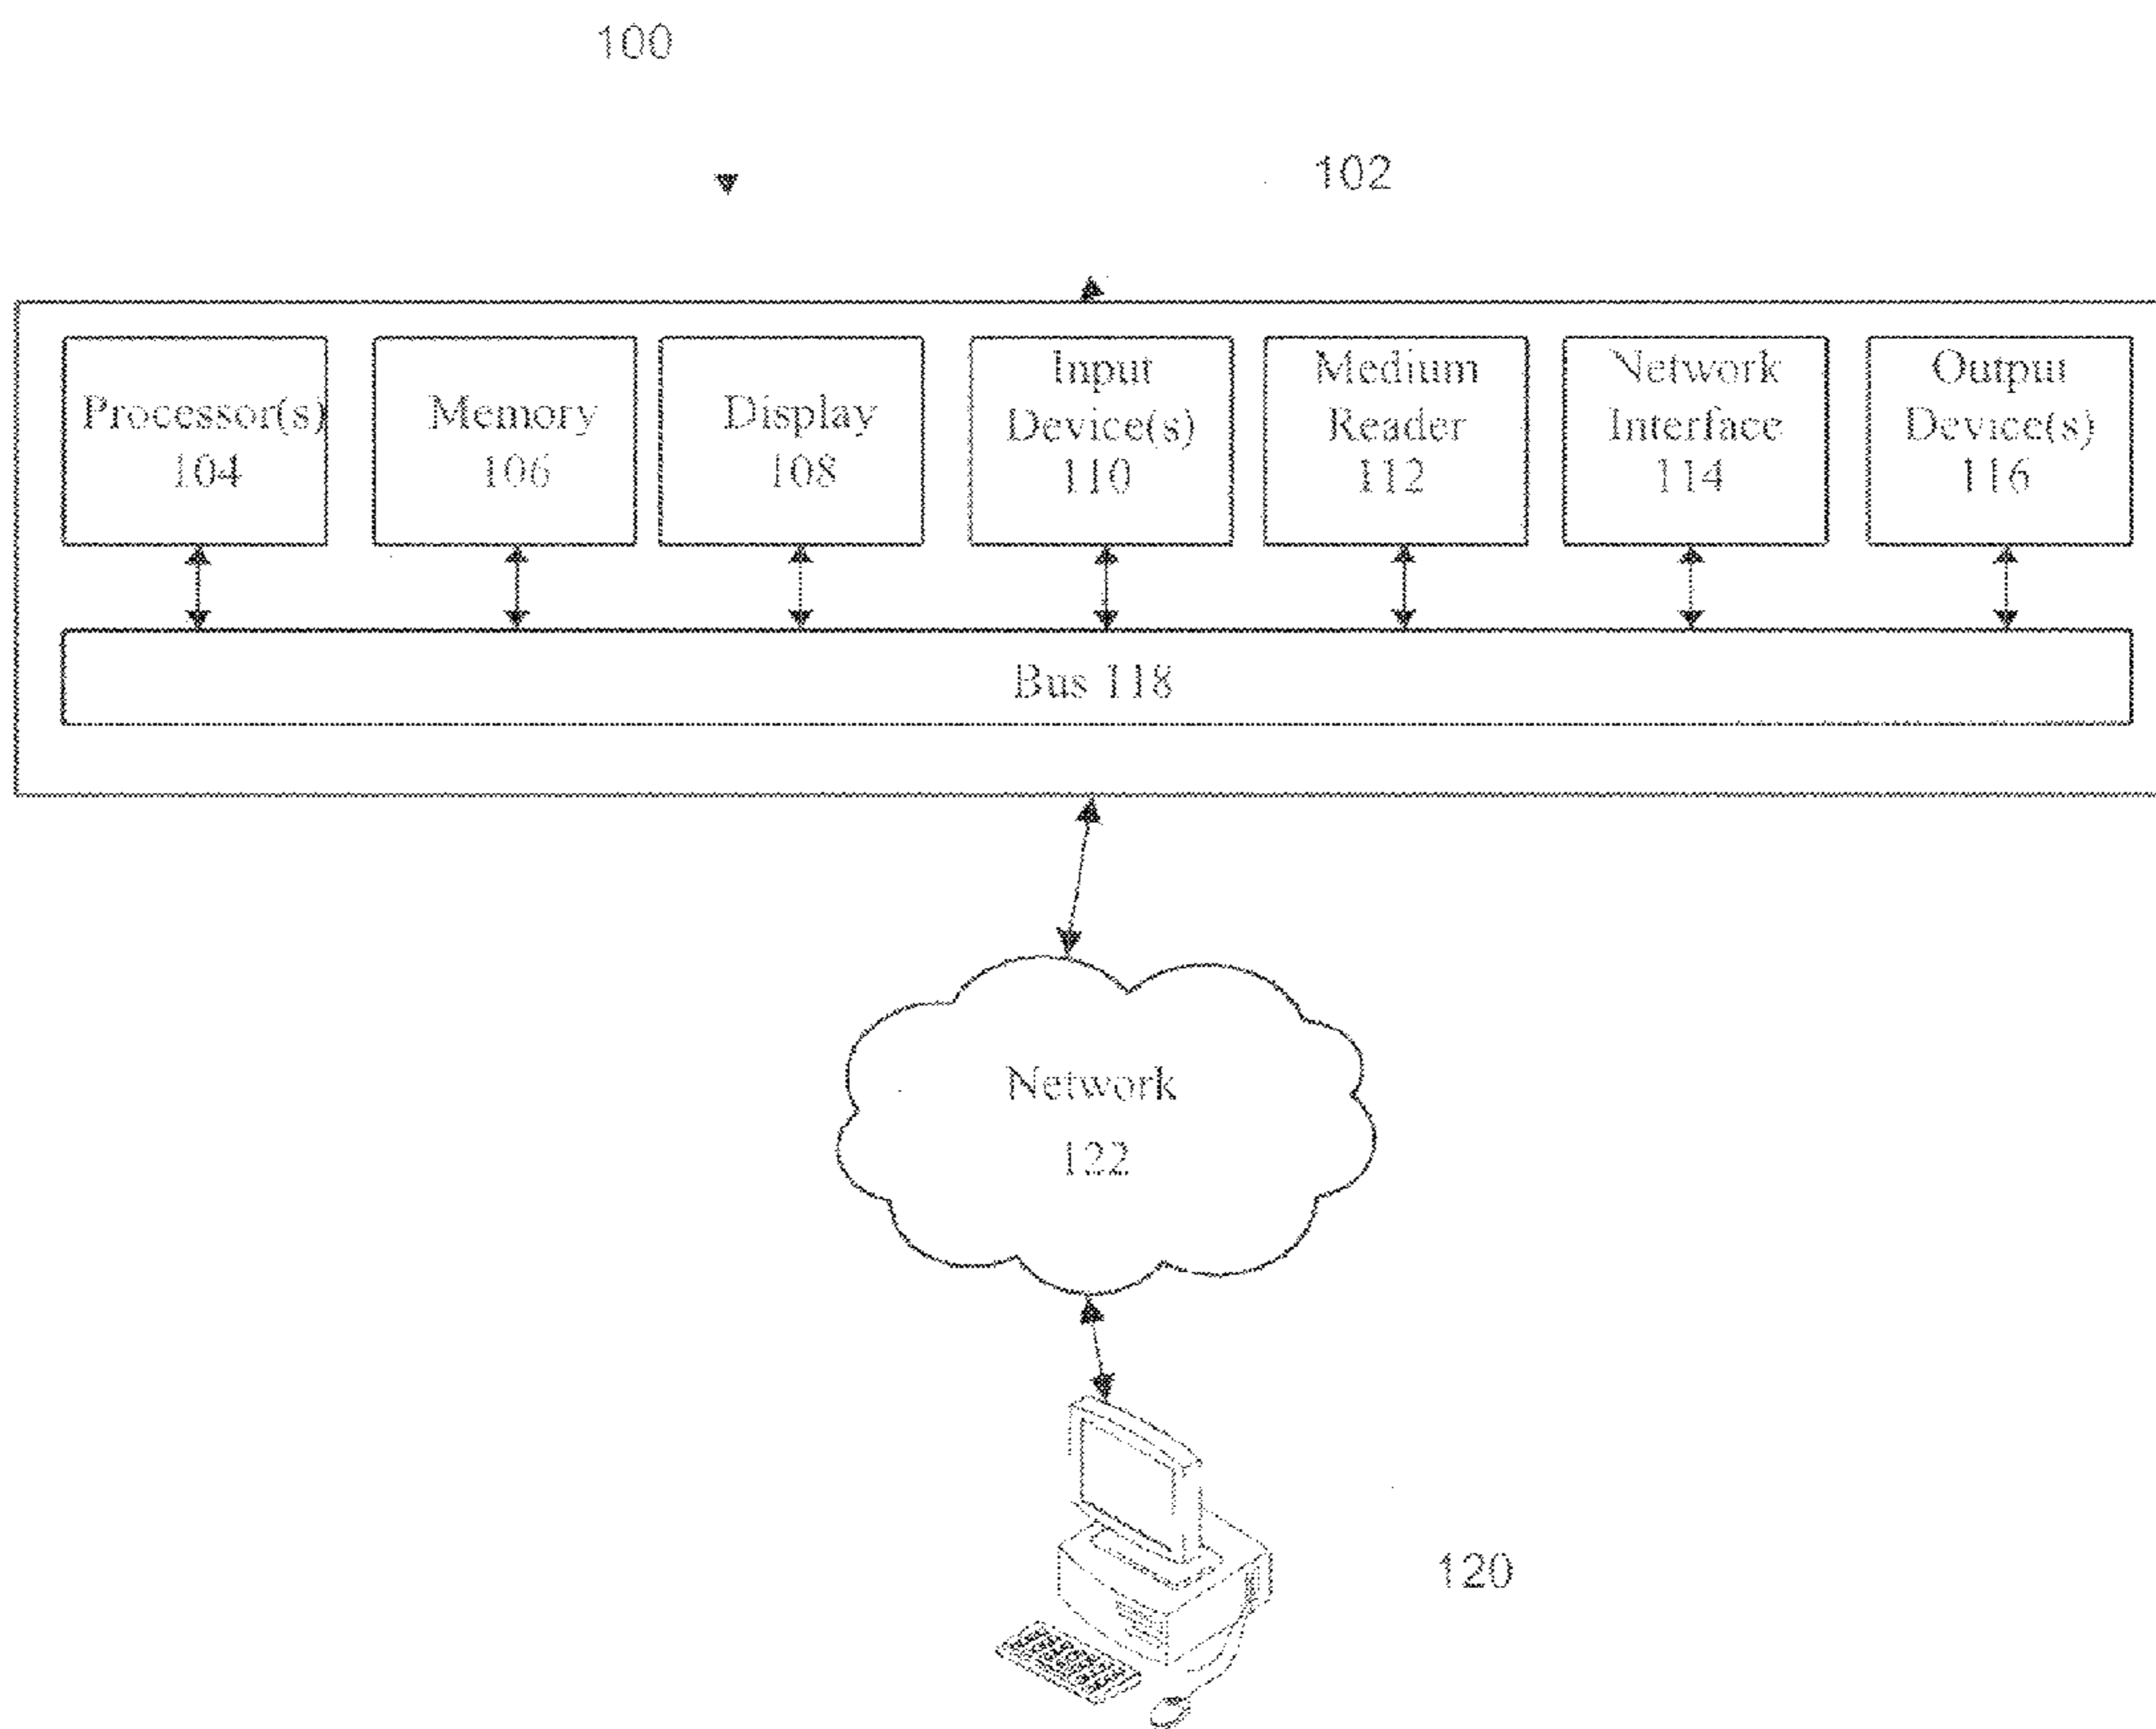 100
102
Processor(s)
104
Memory
106
Display
108
Input
Device(s)
110
Medium
Reader
112
Network
Interface
114
Output
Device(s)
116
Bus 118
Network
122
120